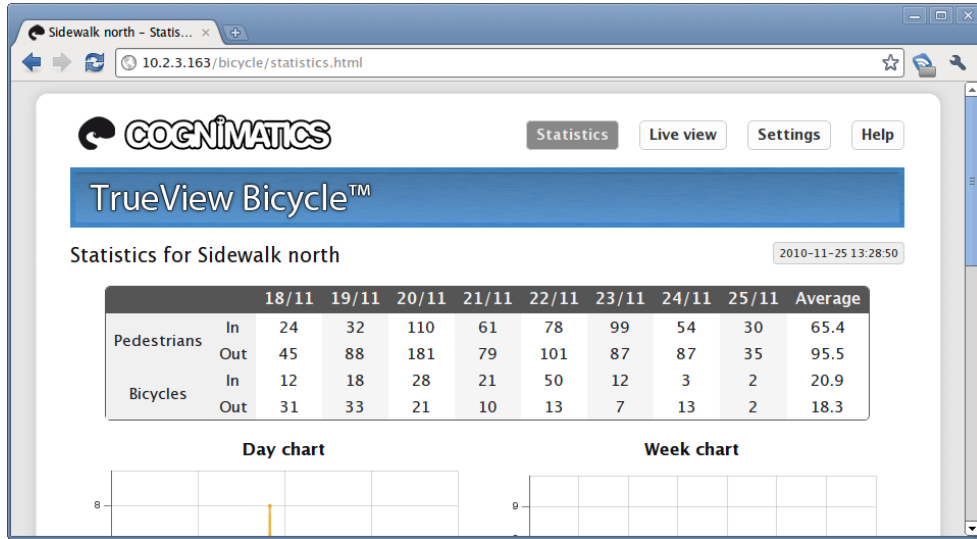 Sidewalk north – Statis...
10.2.3.163/bicycle/statistics.html
COGNIMATICS
Statistics Live view Settings Help
TrueView Bicycle™
Statistics for Sidewalk north
2010-11-25 13:28:50
18/11 19/11 20/11 21/11 22/11 23/11 24/11 25/11 Average
Pedestrians
In 24 32 110 61 78 99 54 30 65.4
Out 45 88 181 79 101 87 87 35 95.5
Bicycles
In 12 18 28 21 50 12 3 2 20.9
Out 31 33 21 10 13 7 13 2 18.3
Day chart Week chart
8 9